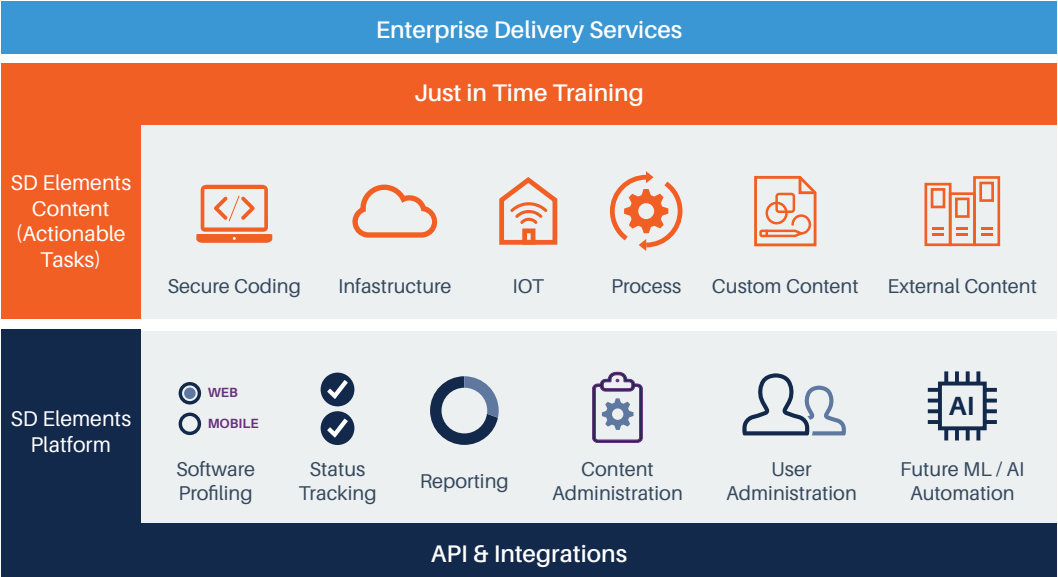 Enterprise Delivery Services
Just in Time Training
SD Elements
Content
(Actionable
Tasks)
</>
Secure Coding
Infastructure
IOT
Process
Custom Content
External Content
SD Elements
Platform
WEB
MOBILE
Software
Profiling
Status
Tracking
Reporting
Content
Administration
User
Administration
AI
Future ML / AI
Automation
API & Integrations